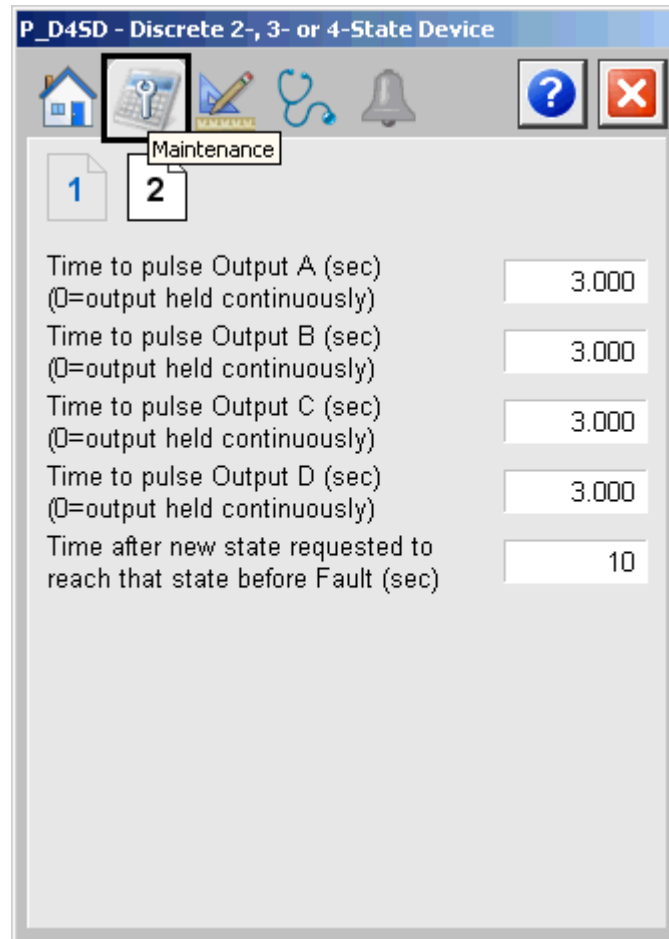 P_D4SD - Discrete 2-, 3- or 4-State Device
?
Maintenance
1 2
Time to pulse Output A (sec)
(0=output held continuously) 3.000
Time to pulse Output B (sec)
(0=output held continuously) 3.000
Time to pulse Output C (sec)
(0=output held continuously) 3.000
Time to pulse Output D (sec)
(0=output held continuously) 3.000
Time after new state requested to
reach that state before Fault (sec) 10